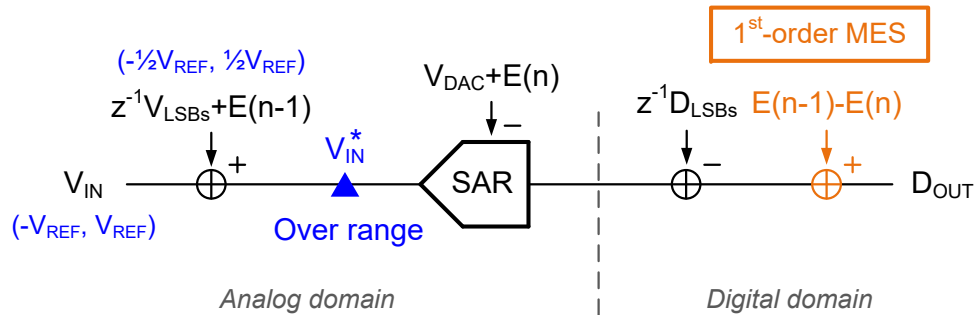 1st-order MES
(-½VREF, ½VREF)
z-1VLSBs+E(n-1)
VDAC+E(n)
z-1DLSBs
E(n-1)-E(n)
+
VIN*
−
−
+
VIN
SAR
DOUT
(-VREF, VREF)
Over range
Analog domain
Digital domain